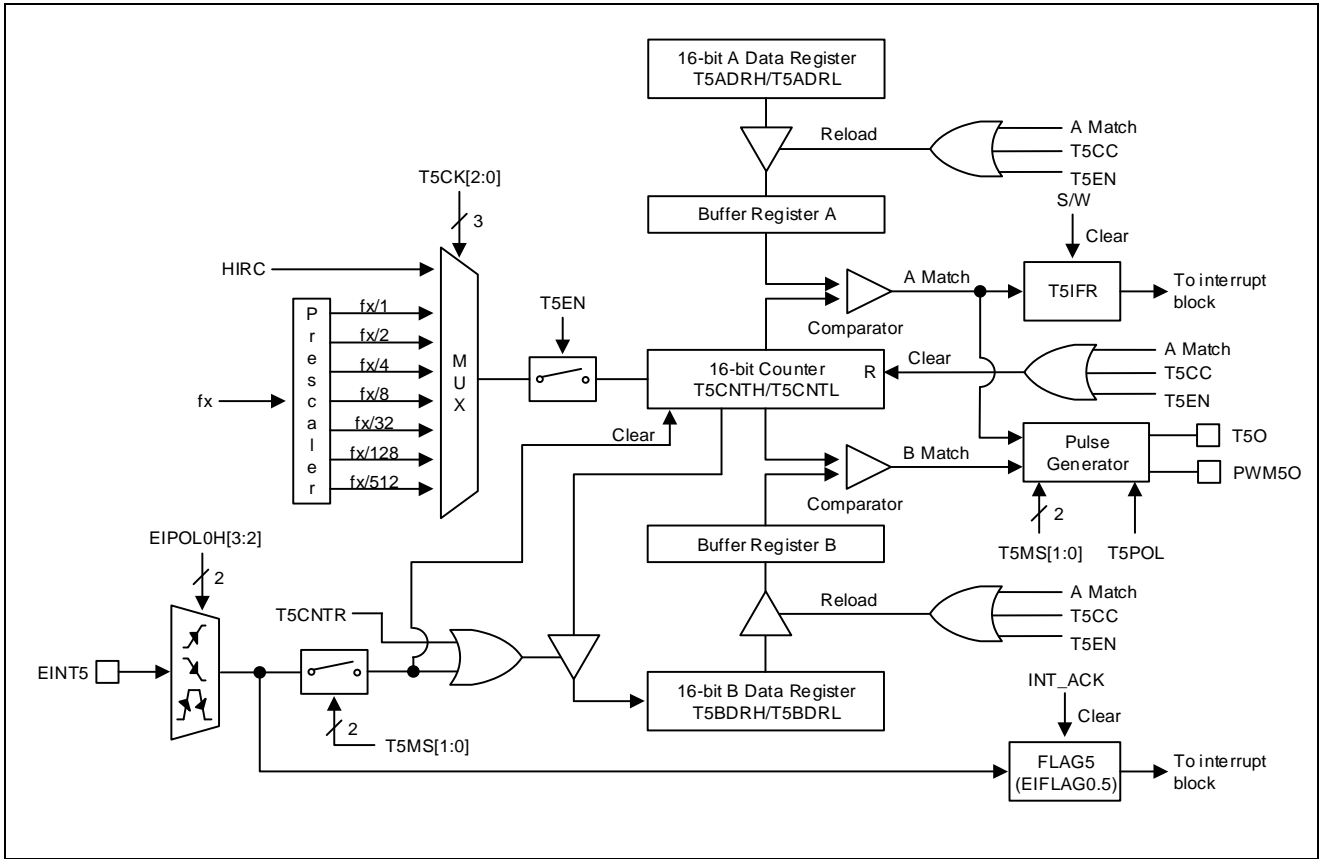 16-bit A Data Register
T5ADRH/T5ADRL
Reload
A Match
T5CC
T5EN
T5CK[2:0]
3
Buffer Register A
S/W
Clear
HIRC
A Match
T5IFR
To interrupt
block
Comparator
Prescaler
fx
fx/1
fx/2
fx/4
fx/8
fx/32
fx/128
fx/512
MUX
T5EN
16-bit Counter
T5CNTH/T5CNTL
R
Clear
A Match
T5CC
T5EN
Clear
B Match
Comparator
Pulse
Generator
T5O
PWM5O
2
T5MS[1:0]
T5POL
Buffer Register B
EIPOL0H[3:2]
2
Reload
A Match
T5CC
T5EN
T5CNTR
EINT5
16-bit B Data Register
T5BDRH/T5BDRL
2
T5MS[1:0]
INT_ACK
Clear
FLAG5
(EIFLAG0.5)
To interrupt
block